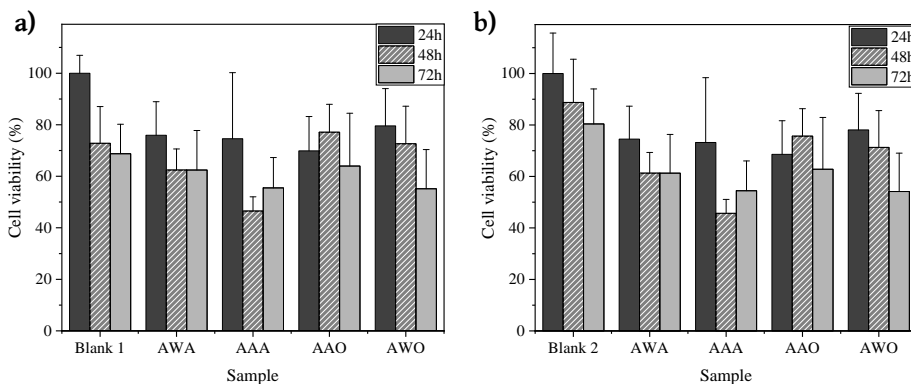 a)
24h
48h
72h
100
80
60
40
20
0
Cell viability (%)
Blank 1 AWA AAA AAO AWO
Sample
b)
24h
48h
72h
100
80
60
40
20
0
Cell viability (%)
Blank 2 AWA AAA AAO AWO
Sample